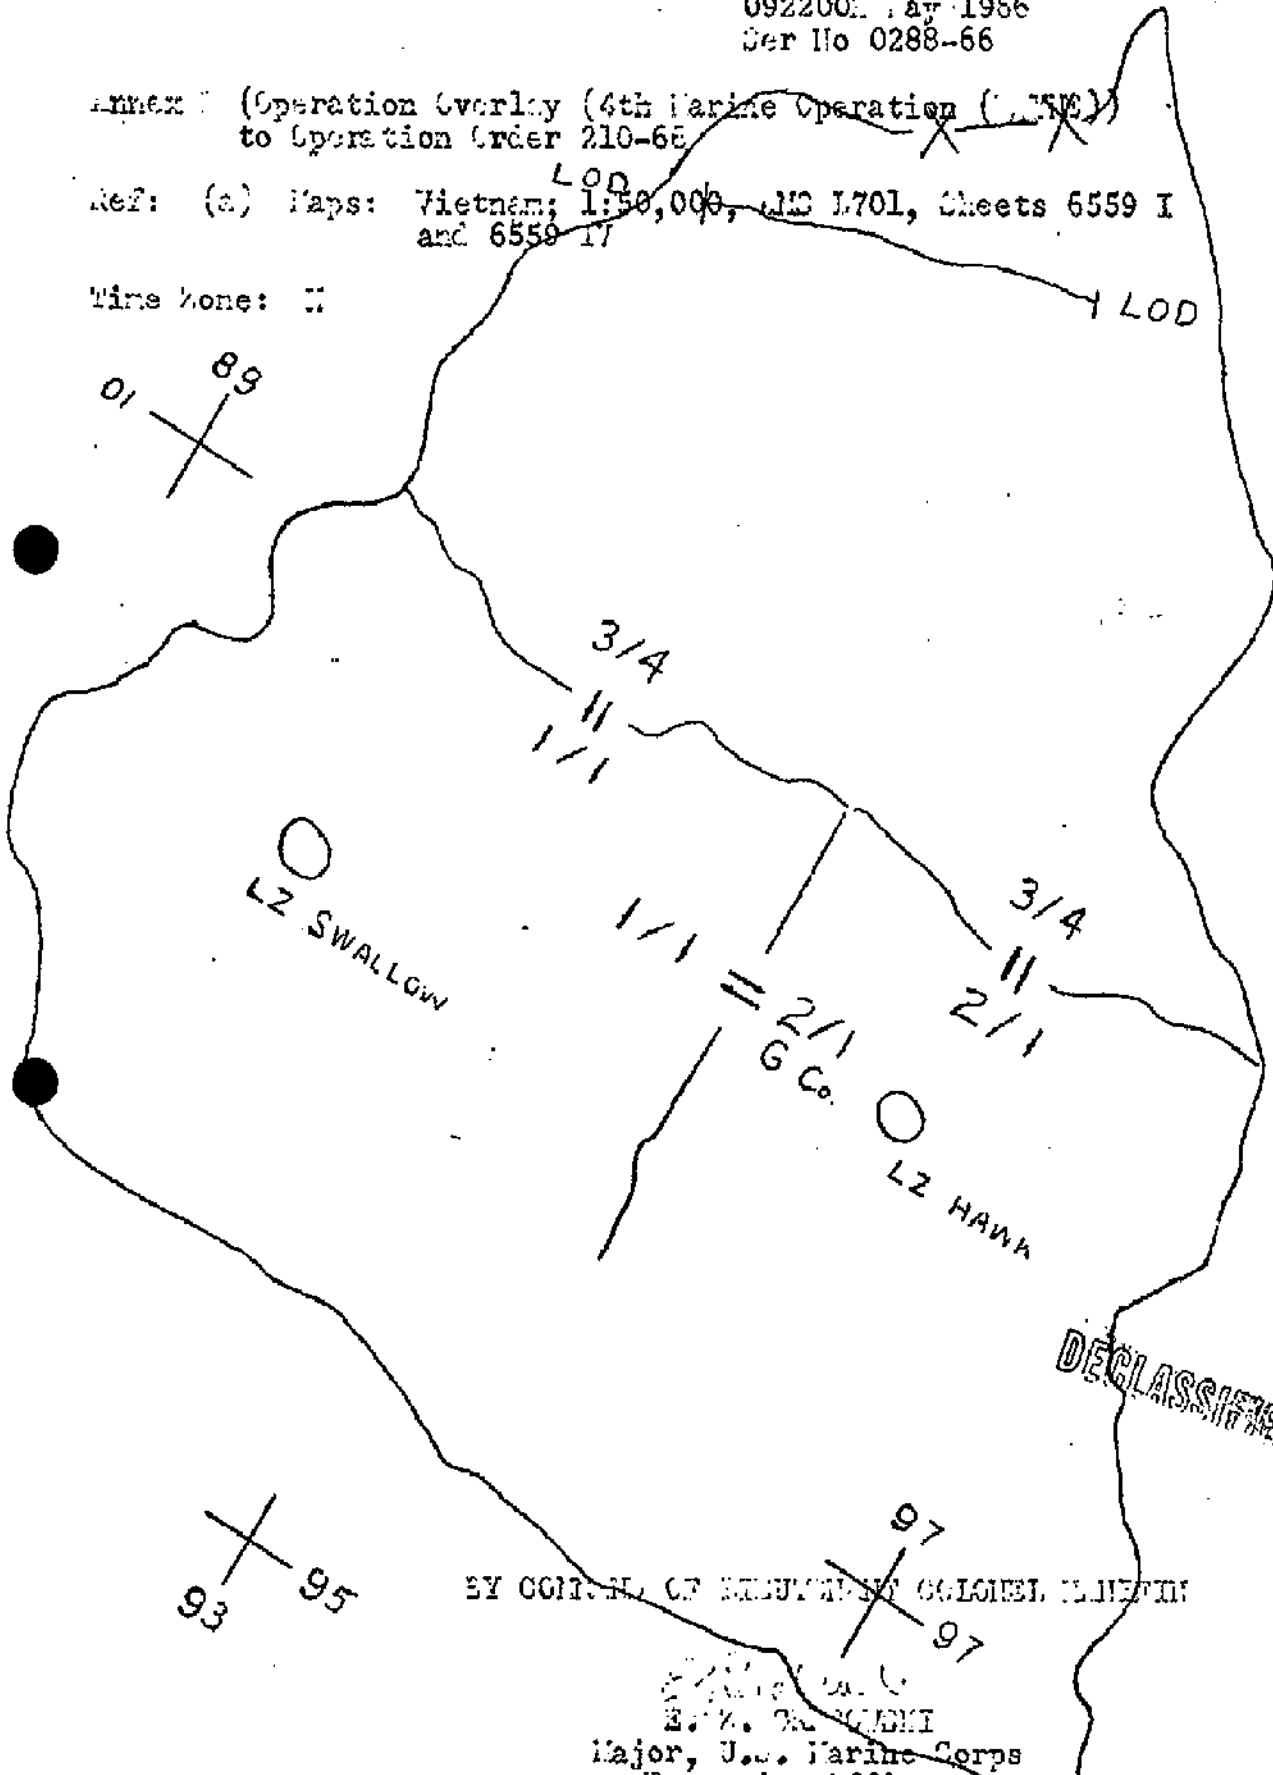 Ser No 0288-66
(Operation Overlay (4th Marine Operation
to Operation Order 210-66
LOD
Ref: (a) Maps: Vietnam; 1:50,000, AMS L701, Sheets 6559 I
and 6559 IV
Time Zone: H
LOD
89
01
3/4
1/1
LZ SWALLOW
3/4
2/1
1/1
2/1
G Co.
LZ HAWK
DECLASSIFIED
97
97
93
95
BY COMMAND OF LIEUTENANT COLONEL
Major, U.S. Marine Corps